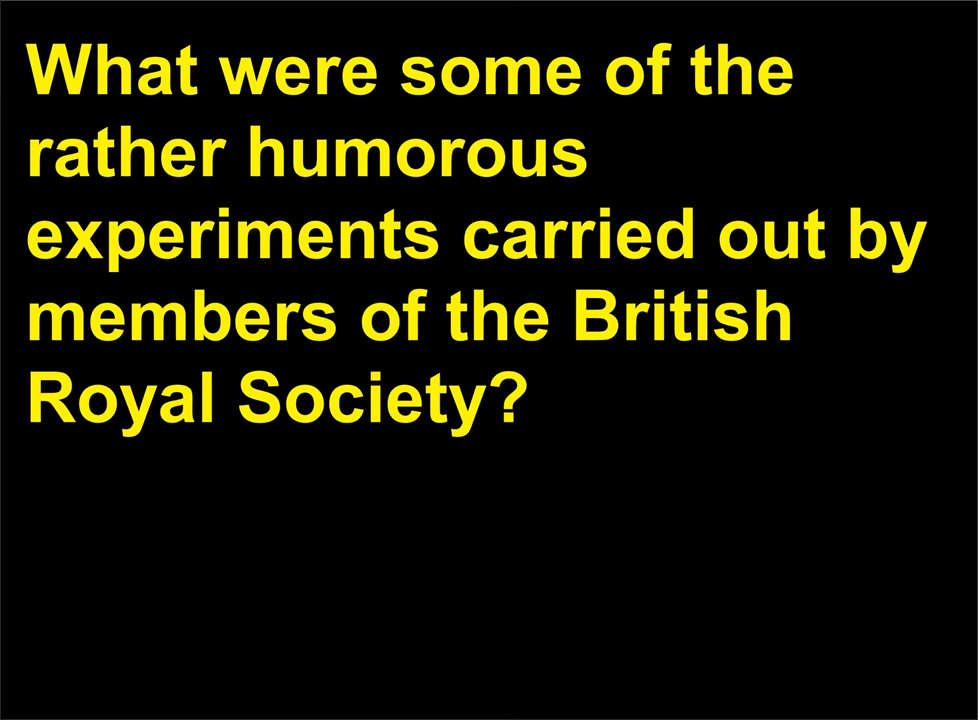 What were some of the
rather humorous
experiments carried out by
members of the British
Royal Society?